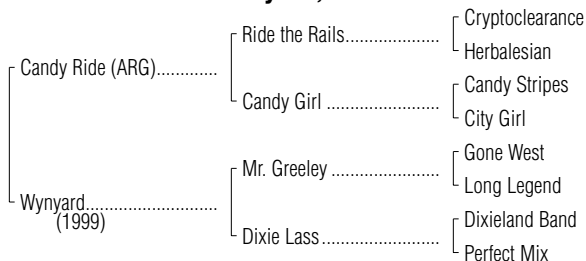 Cryptoclearance
Ride the Rails
Herbalesian
Candy Ride (ARG)
Candy Stripes
Candy Girl
City Girl
Gone West
Mr. Greeley
Long Legend
Wynyard
(1999)
Dixieland Band
Dixie Lass
Perfect Mix